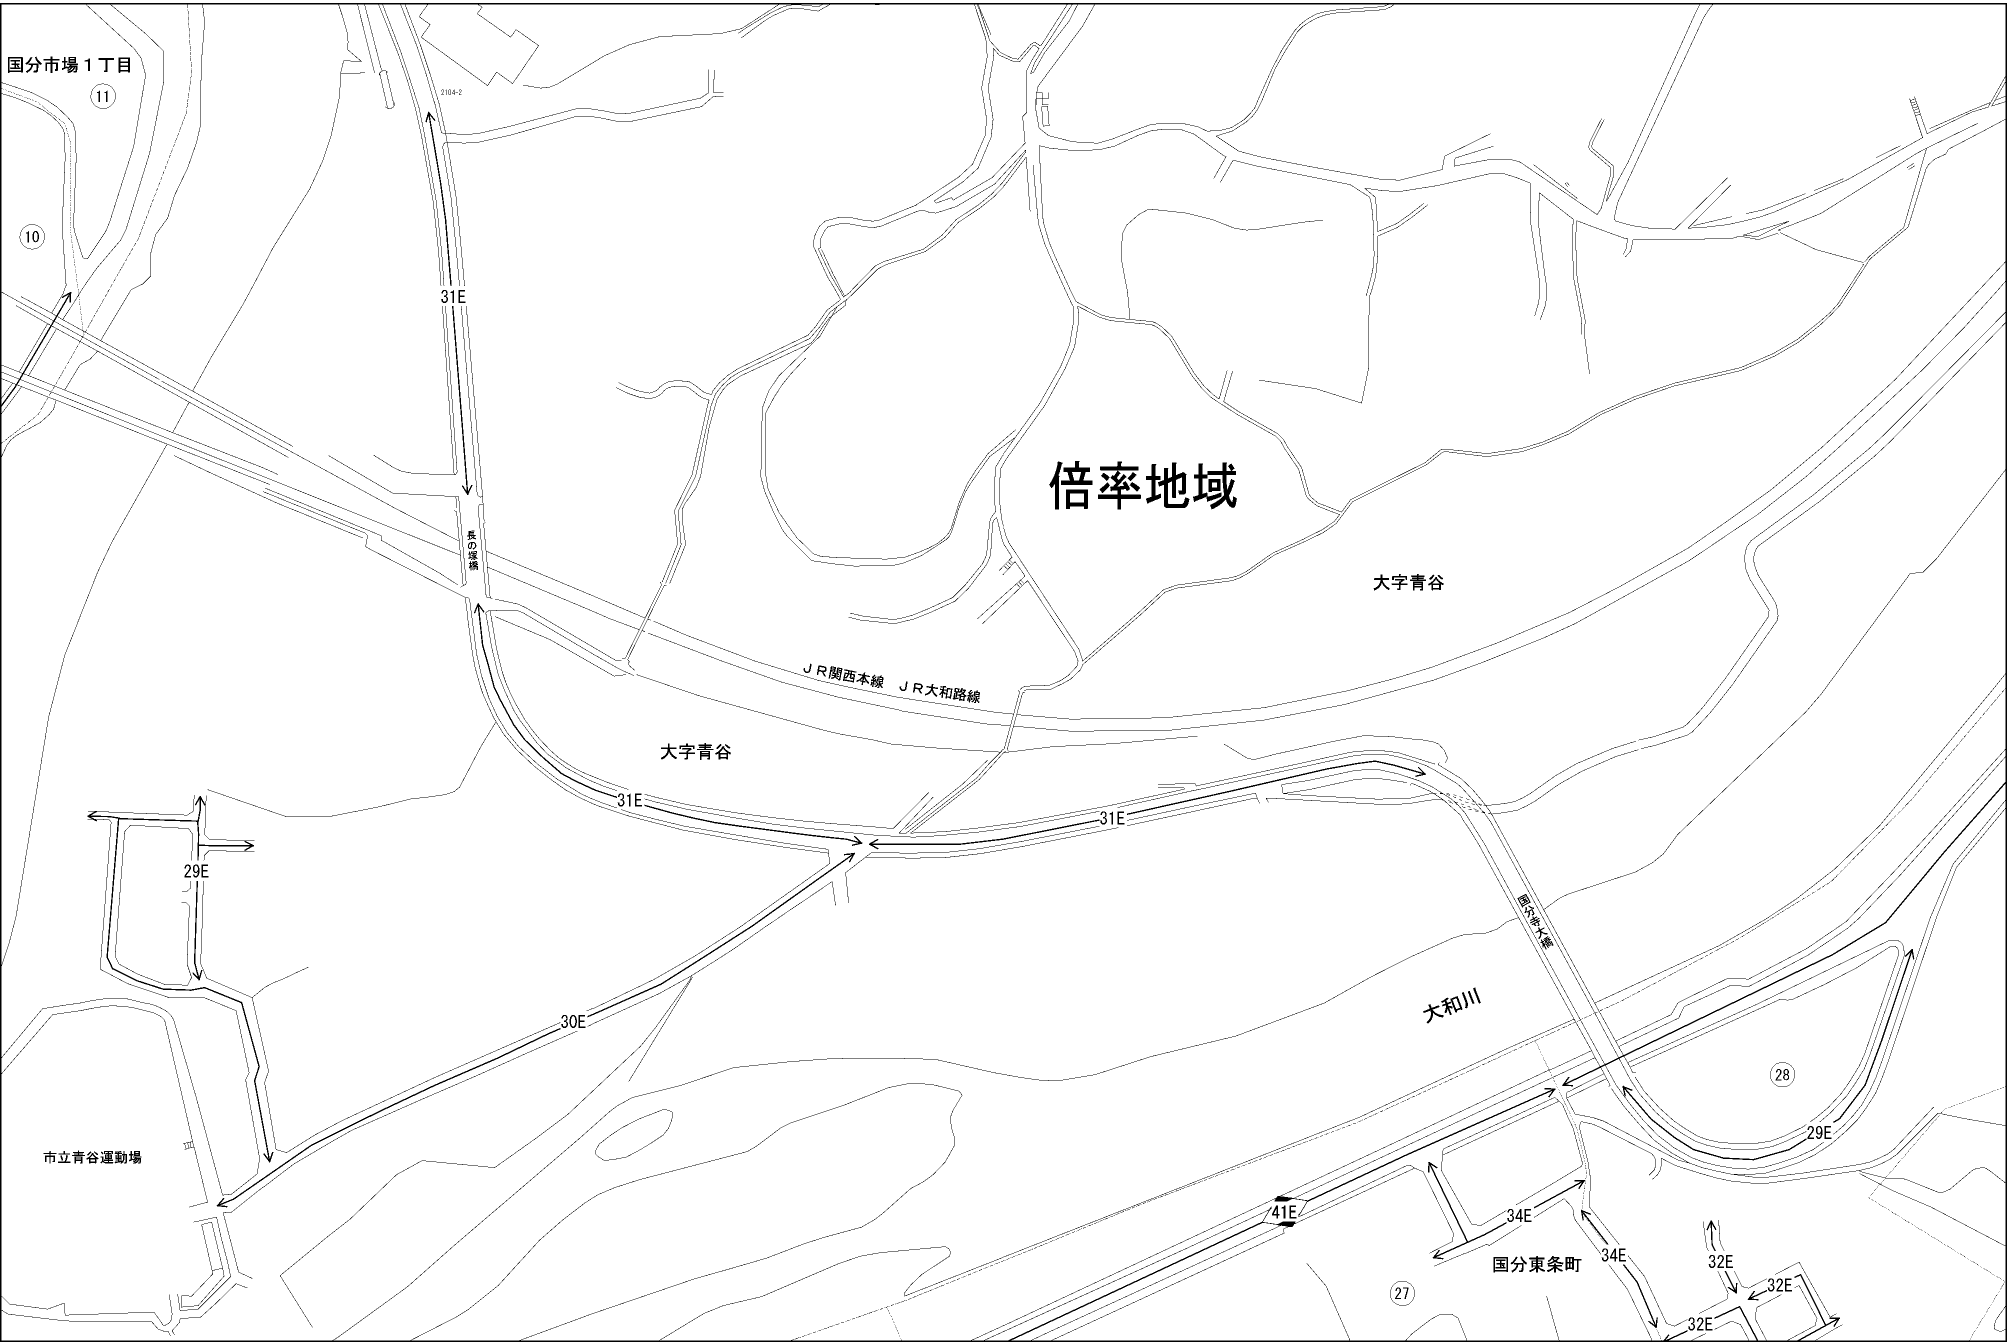 国分市場１丁目
11
2104-2
10
31E
倍率地域
長の塚橋
大字青谷
ＪＲ関西本線　ＪＲ大和路線
大字青谷
31E
31E
29E
国分寺大橋
大和川
30E
28
29E
市立青谷運動場
41E
34E
34E
国分東条町
32E
32E
27
32E